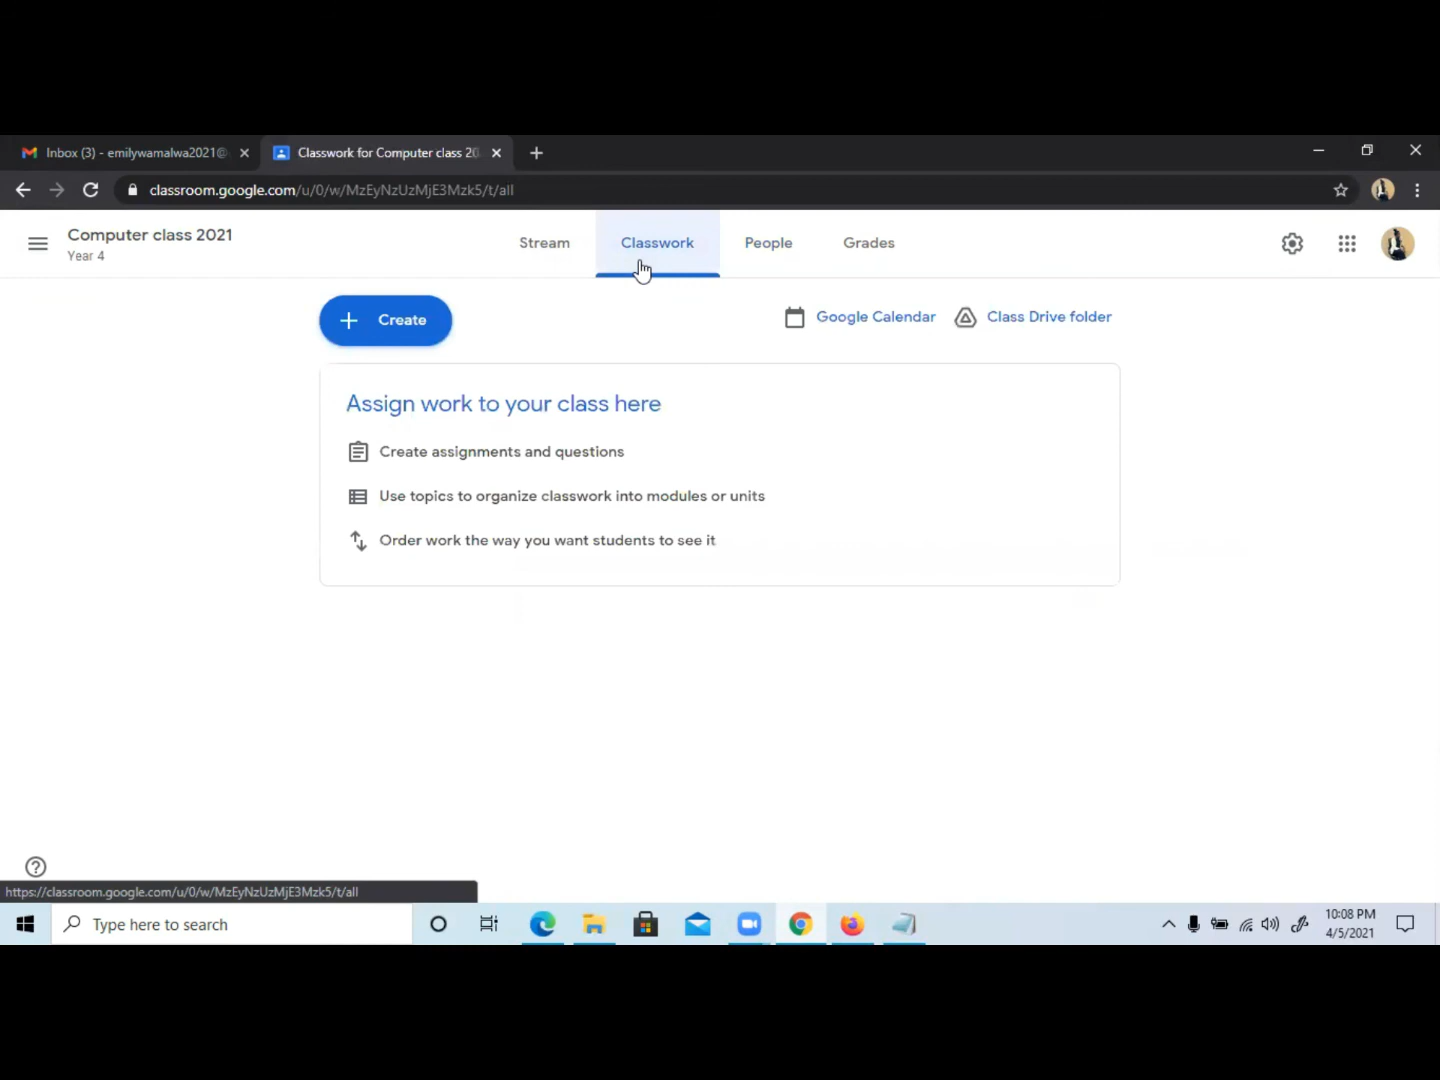 Inbox (3) - emilywamalwa2021@
Classwork for Computer class 20
classroom.google.com/u/0/w/MzEyNzUzMjE3Mzk5/t/all
Computer class 2021
Year 4
Stream
Classwork
People
Grades
Create
Google Calendar
Class Drive folder
Assign work to your class here
Create assignments and questions
Use topics to organize classwork into modules or units
Order work the way you want students to see it
https://classroom.google.com/u/0/w/MzEyNzUzMjE3Mzk5/t/all
Type here to search
10:08 PM
4/5/2021